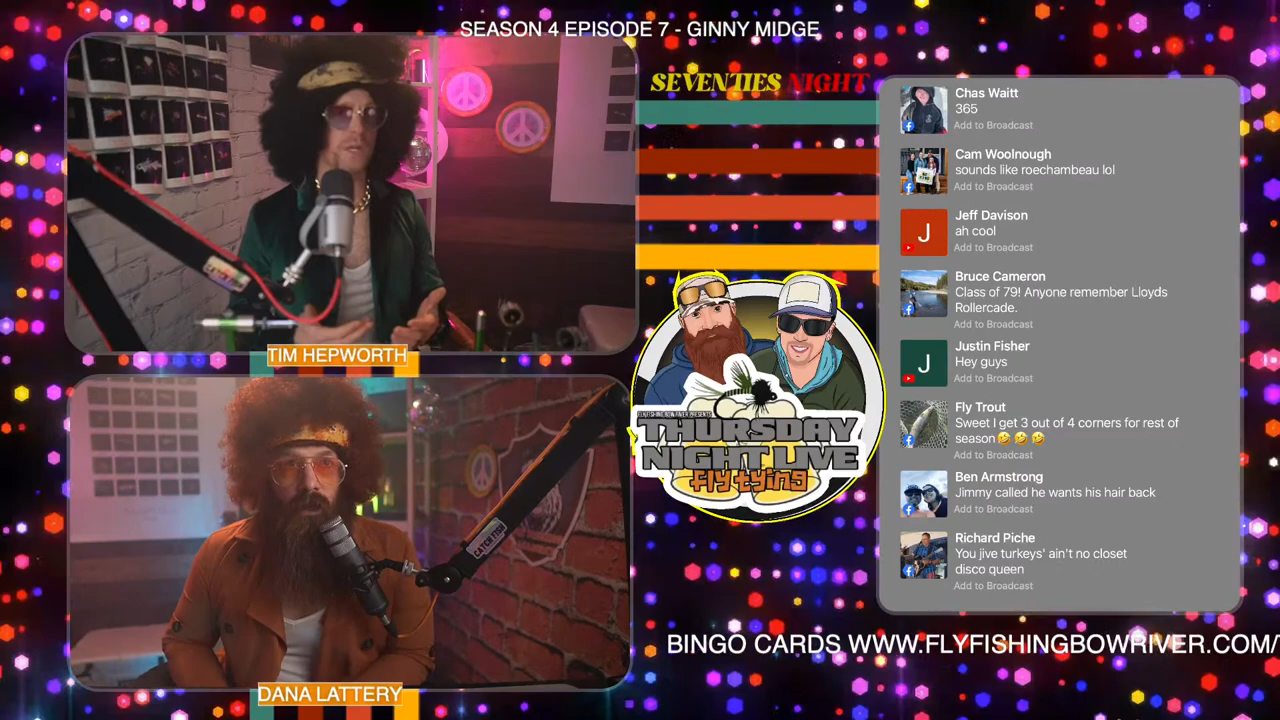 SEASON 4 EPISODE 7 - GINNY MIDGE
SEVENTIES NIGHT
TIM HEPWORTH
CATCH FISH
DANA LATTERY
FLYFISHINGBOWRIVER PRESENTS
THURSDAY
NIGHT LIVE
fly tying
Chas Waitt
365
Add to Broadcast
Cam Woolnough
sounds like roechambeau lol
Add to Broadcast
J
Jeff Davison
ah cool
Add to Broadcast
Bruce Cameron
Class of 79! Anyone remember Lloyds
Rollercade.
Add to Broadcast
J
Justin Fisher
Hey guys
Add to Broadcast
Fly Trout
Sweet I get 3 out of 4 corners for rest of
season🤣🤣🤣
Add to Broadcast
Ben Armstrong
Jimmy called he wants his hair back
Add to Broadcast
Richard Piche
You jive turkeys' ain't no closet
disco queen
Add to Broadcast
BINGO CARDS WWW.FLYFISHINGBOWRIVER.COM/